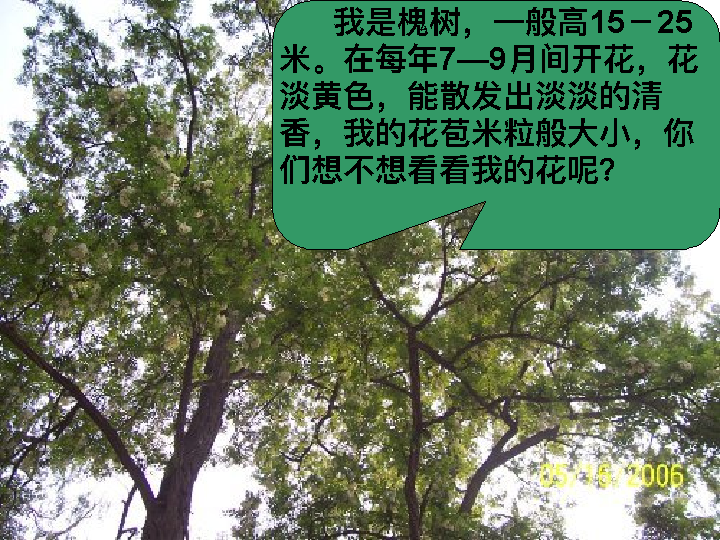 我是槐树，一般高15－25
米。在每年7—9月间开花，花
淡黄色，能散发出淡淡的清
香，我的花苞米粒般大小，你
们想不想看看我的花呢？
05/16/2006